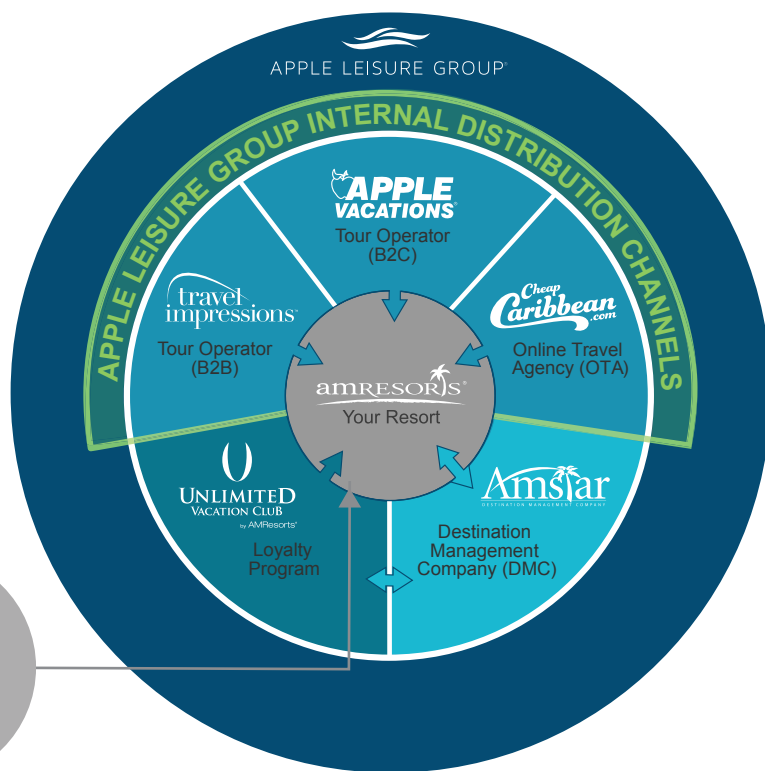 APPLE LEISURE GROUP®
APPLE LEISURE GROUP INTERNAL DISTRIBUTION CHANNELS
APPLE
VACATIONS®
Tour Operator
(B2C)
travel
impressions®
Tour Operator
(B2B)
Cheap
Caribbean
.com
Online Travel
Agency (OTA)
amRESORTS®
Your Resort
UNLIMITED
VACATION CLUB
by AMResorts®
Loyalty
Program
Amstar
DESTINATION MANAGEMENT COMPANY
Destination
Management
Company (DMC)